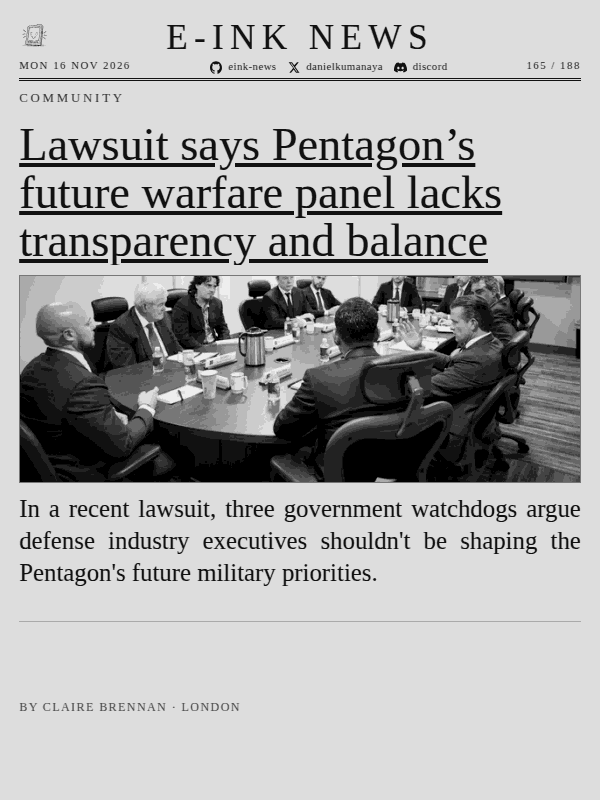 E-INK NEWS
MON 16 NOV 2026
eink-news danielkumanaya discord
165 / 188
COMMUNITY
Lawsuit says Pentagon’s
future warfare panel lacks
transparency and balance
In a recent lawsuit, three government watchdogs argue
defense industry executives shouldn't be shaping the
Pentagon's future military priorities.
BY CLAIRE BRENNAN · LONDON